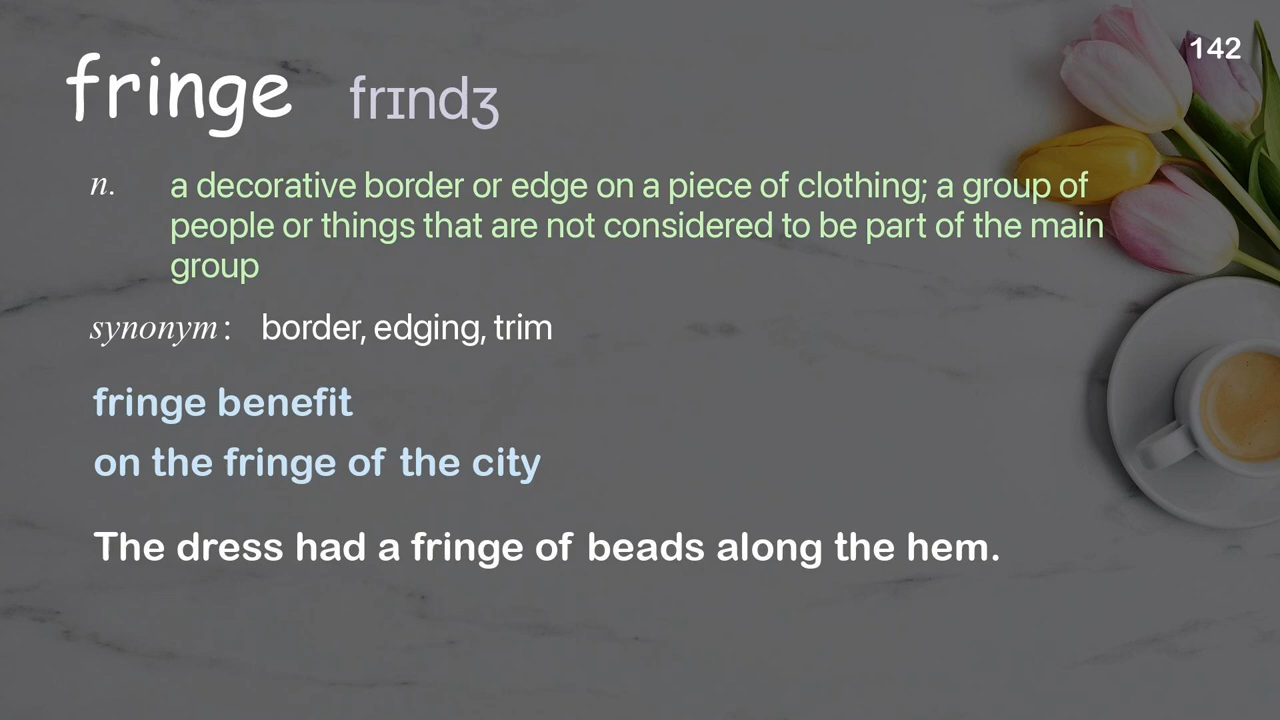 142
fringe frɪndʒ
n. a decorative border or edge on a piece of clothing; a group of
people or things that are not considered to be part of the main
group
synonym: border, edging, trim
fringe benefit
on the fringe of the city
The dress had a fringe of beads along the hem.